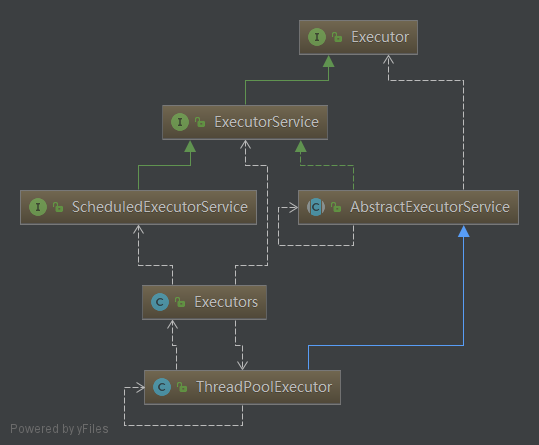 I Executor
I ExecutorService
I ScheduledExecutorService
C AbstractExecutorService
C Executors
C ThreadPoolExecutor
Powered by yFiles